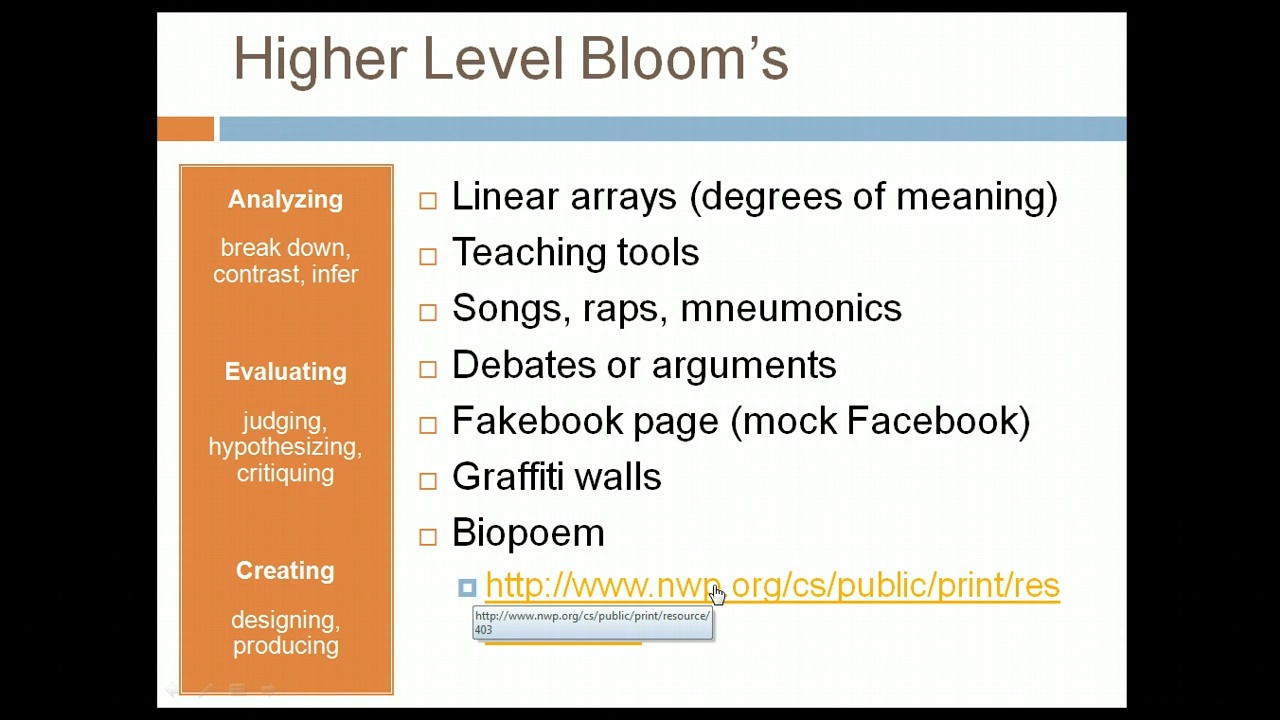 Higher Level Bloom's
Analyzing
break down,
contrast, infer
Evaluating
judging,
hypothesizing,
critiquing
Creating
designing,
producing
Linear arrays (degrees of meaning)
Teaching tools
Songs, raps, mneumonics
Debates or arguments
Fakebook page (mock Facebook)
Graffiti walls
Biopoem
http://www.nwp.org/cs/public/print/res
http://www.nwp.org/cs/public/print/resource/
403